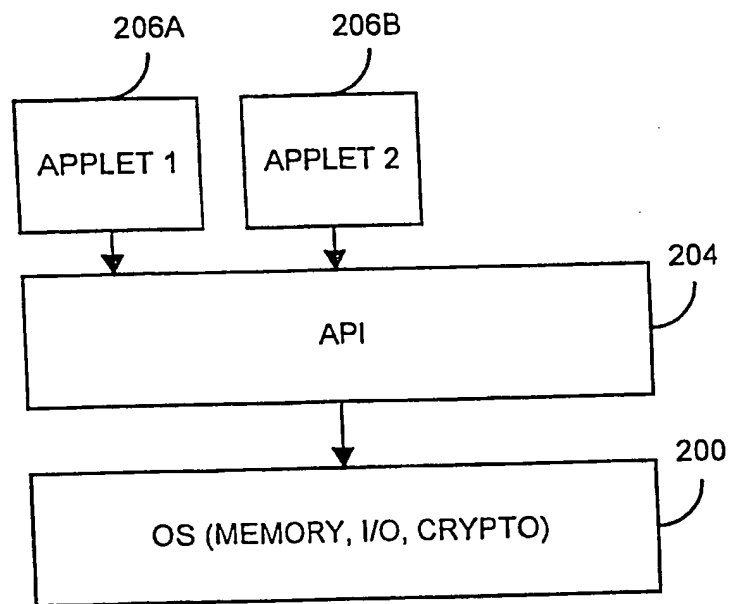 206A
206B
APPLET 1
APPLET 2
204
API
200
OS (MEMORY, I/O, CRYPTO)